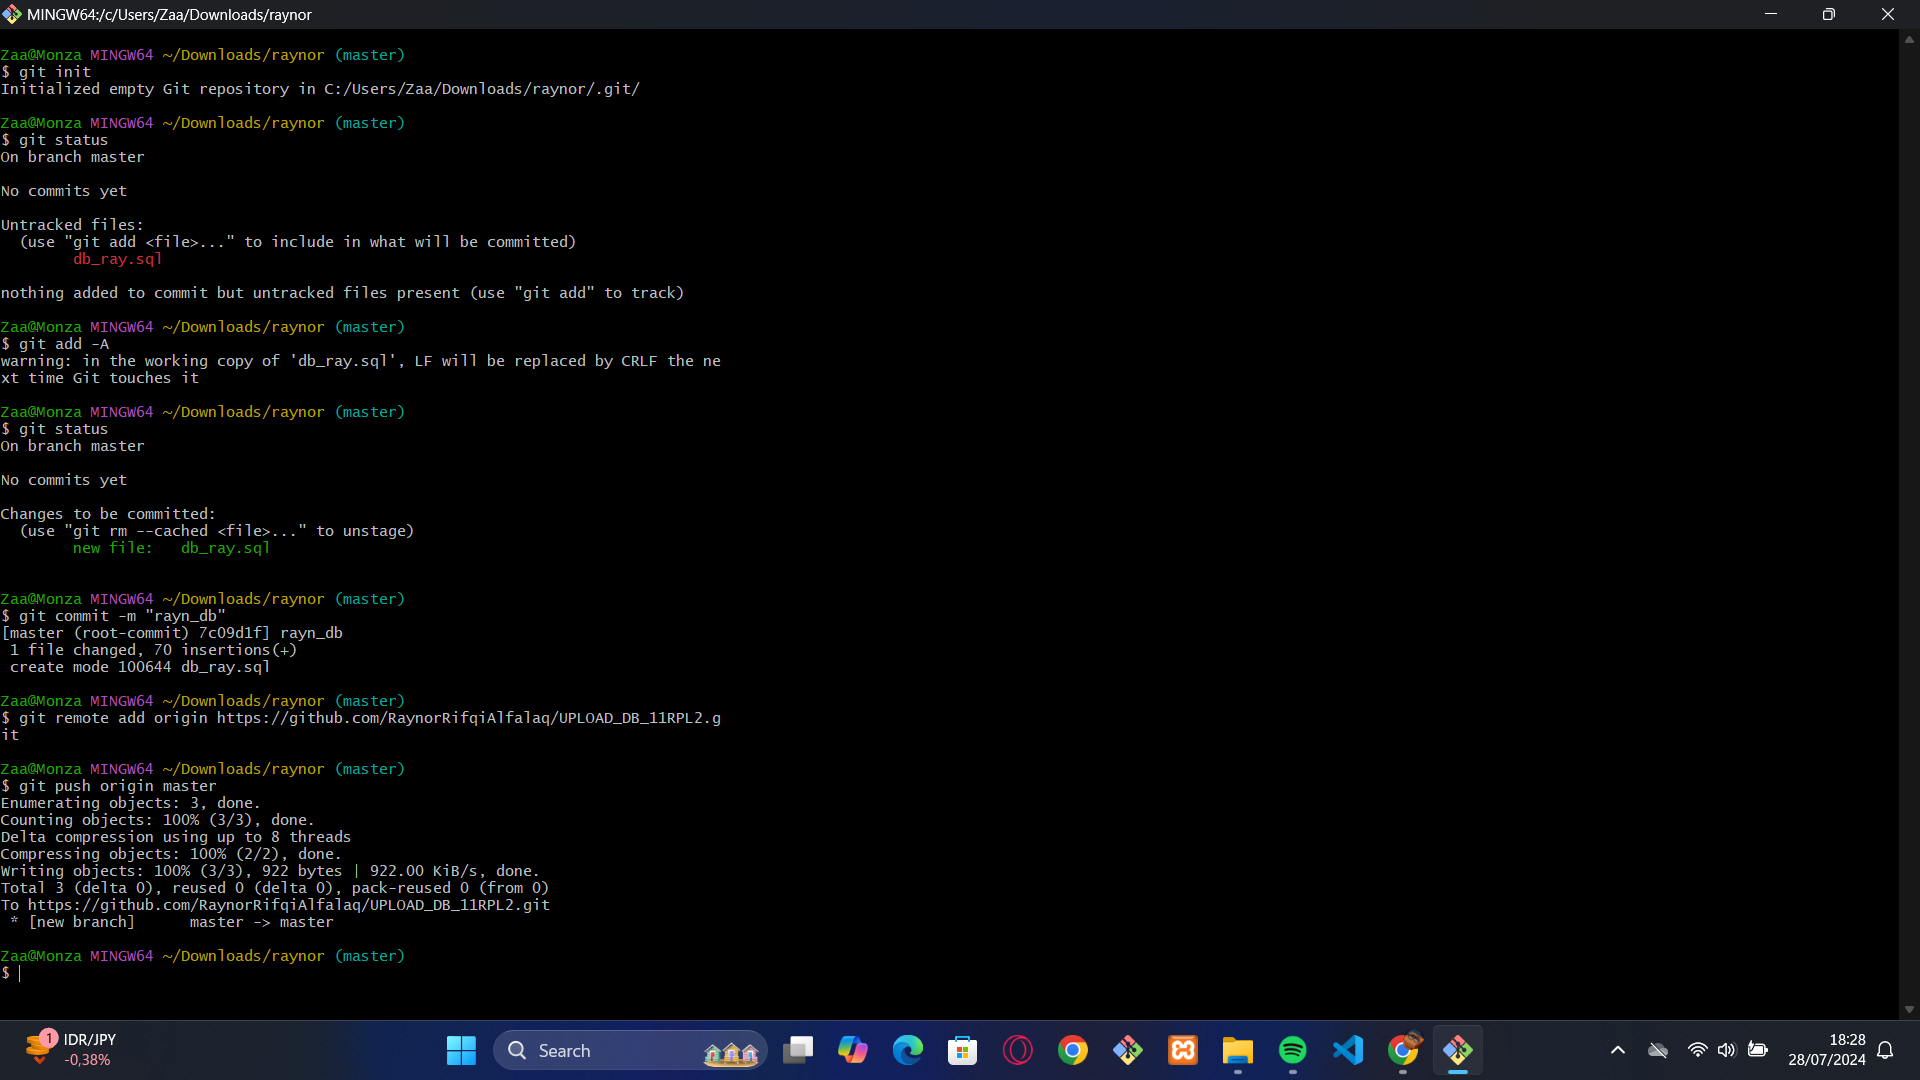 MINGW64:/c/Users/Zaa/Downloads/raynor
Zaa@Monza MINGW64 ~/Downloads/raynor (master)
$ git init
Initialized empty Git repository in C:/Users/Zaa/Downloads/raynor/.git/
Zaa@Monza MINGW64 ~/Downloads/raynor (master)
$ git status
On branch master
No commits yet
Untracked files:
(use "git add <file>..." to include in what will be committed)
db_ray.sql
nothing added to commit but untracked files present (use "git add" to track)
Zaa@Monza MINGW64 ~/Downloads/raynor (master)
$ git add -A
warning: in the working copy of 'db_ray.sql', LF will be replaced by CRLF the ne
xt time Git touches it
Zaa@Monza MINGW64 ~/Downloads/raynor (master)
$ git status
On branch master
No commits yet
Changes to be committed:
(use "git rm --cached <file>..." to unstage)
new file:   db_ray.sql
Zaa@Monza MINGW64 ~/Downloads/raynor (master)
$ git commit -m "rayn_db"
[master (root-commit) 7c09d1f] rayn_db
1 file changed, 70 insertions(+)
create mode 100644 db_ray.sql
Zaa@Monza MINGW64 ~/Downloads/raynor (master)
$ git remote add origin https://github.com/RaynorRifqiAlfalaq/UPLOAD_DB_11RPL2.g
it
Zaa@Monza MINGW64 ~/Downloads/raynor (master)
$ git push origin master
Enumerating objects: 3, done.
Counting objects: 100% (3/3), done.
Delta compression using up to 8 threads
Compressing objects: 100% (2/2), done.
Writing objects: 100% (3/3), 922 bytes | 922.00 KiB/s, done.
Total 3 (delta 0), reused 0 (delta 0), pack-reused 0 (from 0)
To https://github.com/RaynorRifqiAlfalaq/UPLOAD_DB_11RPL2.git
* [new branch]      master -> master
Zaa@Monza MINGW64 ~/Downloads/raynor (master)
$
1
IDR/JPY
-0,38%
Search
18:28
28/07/2024